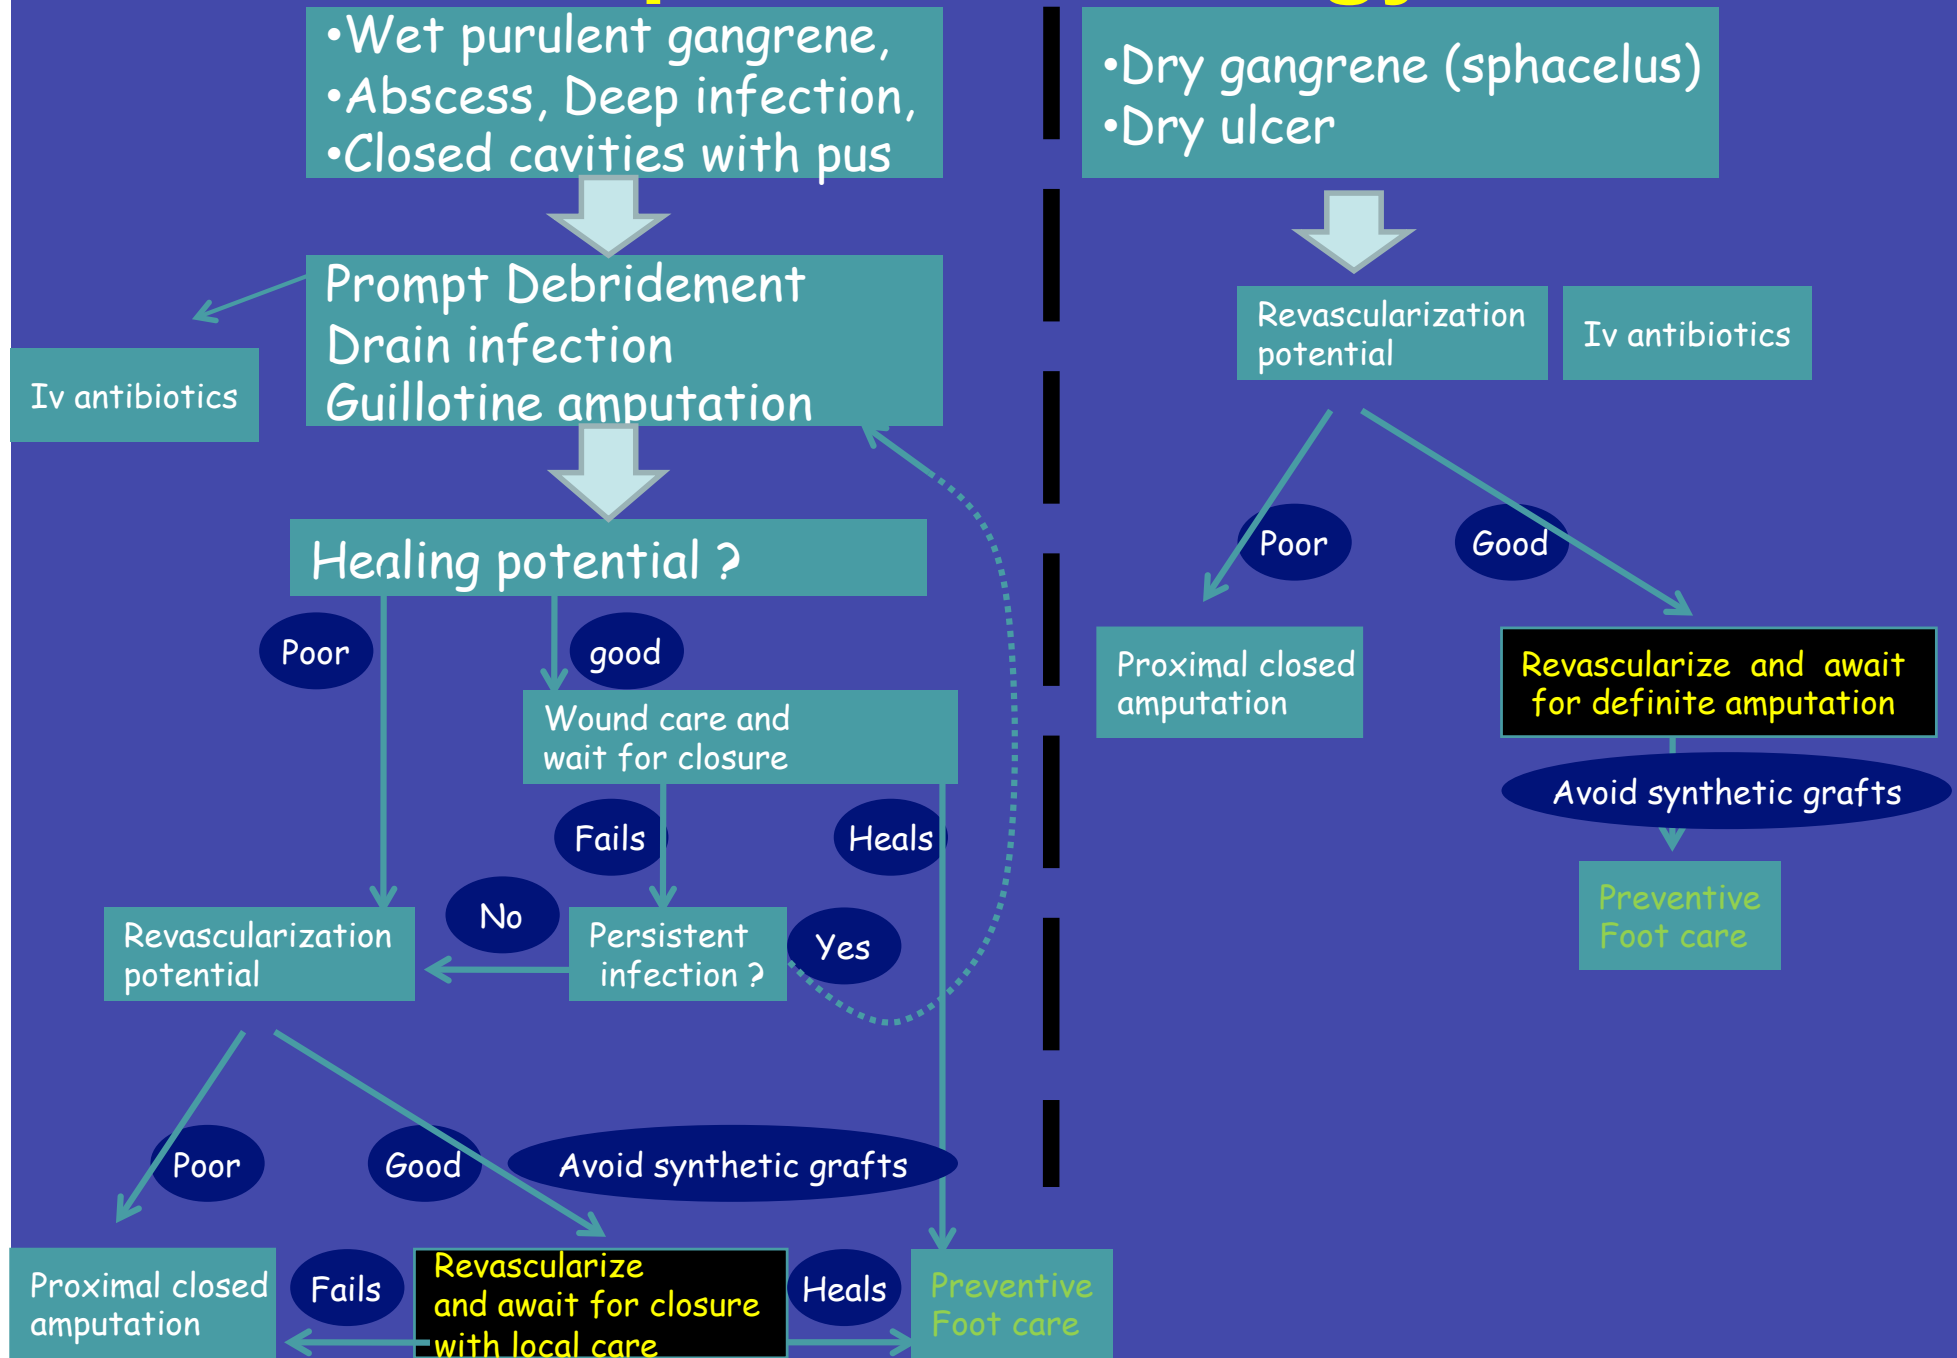 •Wet purulent gangrene,
•Abscess, Deep infection,
•Closed cavities with pus
Prompt Debridement
Drain infection
Guillotine amputation
Iv antibiotics
Healing potential ?
Poor
good
Wound care and
wait for closure
Fails
Heals
No
Persistent
infection ?
Yes
Revascularization
potential
Poor
Good
Avoid synthetic grafts
Proximal closed
amputation
Fails
Revascularize
and await for closure
with local care
Heals
Preventive
Foot care
•Dry gangrene (sphacelus)
•Dry ulcer
Revascularization
potential
Iv antibiotics
Poor
Good
Proximal closed
amputation
Revascularize and await
for definite amputation
Avoid synthetic grafts
Preventive
Foot care